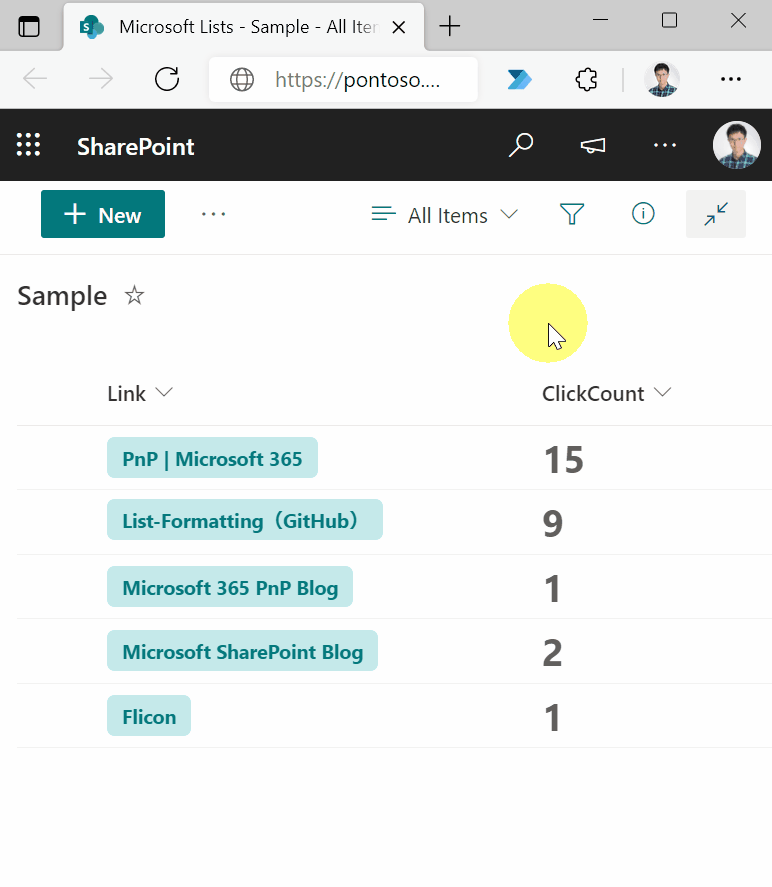 Microsoft Lists - Sample - All Iter
https://pontoso....
SharePoint
New
All Items
Sample
Link
ClickCount
PnP | Microsoft 365
15
List-Formatting（GitHub）
9
Microsoft 365 PnP Blog
1
Microsoft SharePoint Blog
2
Flicon
1